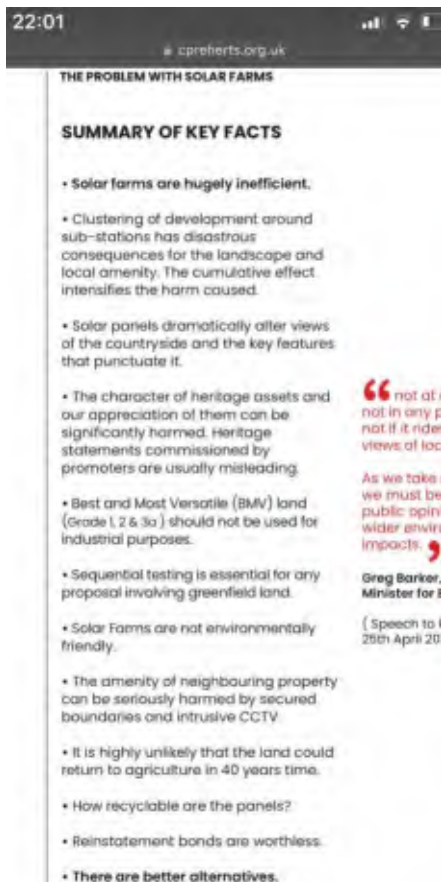 22:01
cpreherts.org.uk
THE PROBLEM WITH SOLAR FARMS
SUMMARY OF KEY FACTS
• Solar farms are hugely inefficient.
• Clustering of development around
sub-stations has disastrous
consequences for the landscape and
local amenity. The cumulative effect
intensifies the harm caused.
• Solar panels dramatically alter views
of the countryside and the key features
that punctuate it.
• The character of heritage assets and
our appreciation of them can be
significantly harmed. Heritage
statements commissioned by
promoters are usually misleading.
• Best and Most Versatile (BMV) land
(Grade 1, 2 & 3a ) should not be used for
industrial purposes.
• Sequential testing is essential for any
proposal involving greenfield land.
• Solar Farms are not environmentally
friendly.
• The amenity of neighbouring property
can be seriously harmed by secured
boundaries and intrusive CCTV.
• It is highly unlikely that the land could
return to agriculture in 40 years time.
• How recyclable are the panels?
• Reinstatement bonds are worthless.
• There are better alternatives.
“ not at
not in any
not if it
views of
As we take
we must be
public
wider
impacts. ”
Greg Barker,
Minister for
( Speech to
25th April